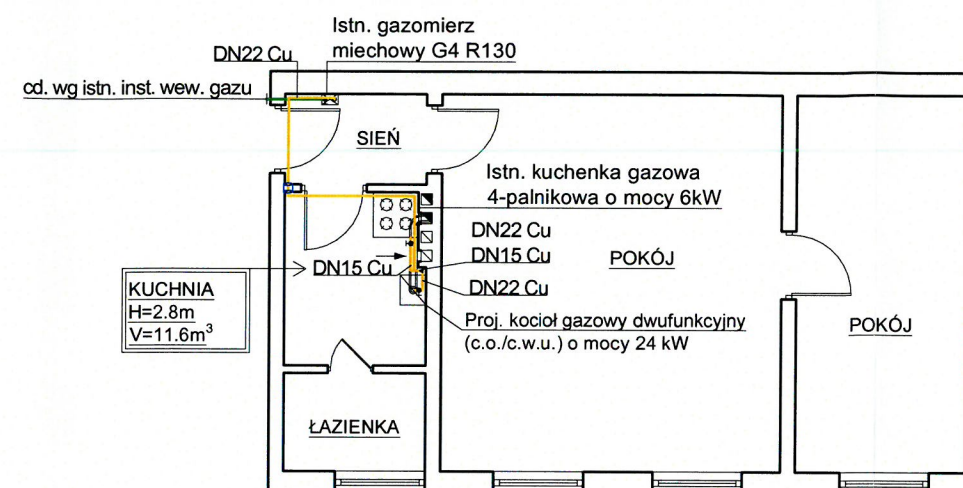 Istn. gazomierz
miechowy G4 R130
DN22 Cu
cd. wg istn. inst. wew. gazu
SIEŃ
Istn. kuchenka gazowa
4-palnikowa o mocy 6kW
DN22 Cu
DN15 Cu
POKÓJ
DN15 Cu
DN22 Cu
KUCHNIA
H=2.8m
V=11.6m³
Proj. kocioł gazowy dwufunkcyjny
(c.o./c.w.u.) o mocy 24 kW
POKÓJ
ŁAZIENKA